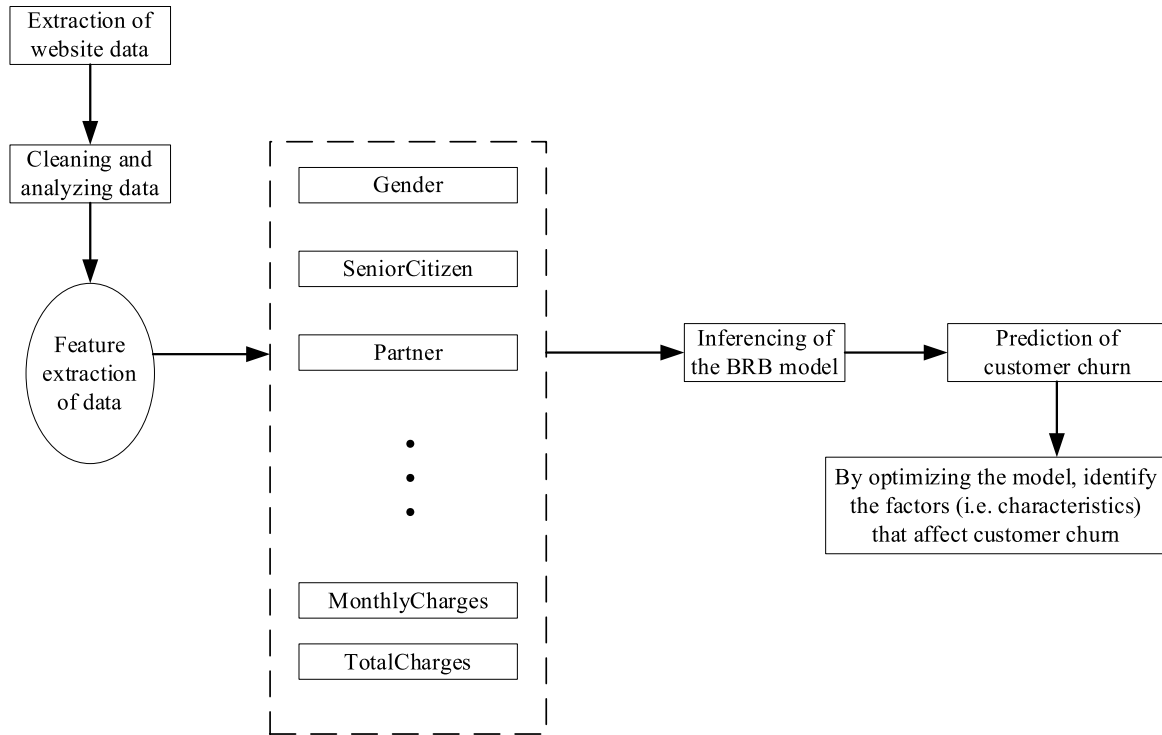 Extraction of
website data
Cleaning and
analyzing data
Feature
extraction
of data
Gender
SeniorCitizen
Partner
MonthlyCharges
TotalCharges
Inferencing of
the BRB model
Prediction of
customer churn
By optimizing the model, identify
the factors (i.e. characteristics)
that affect customer churn